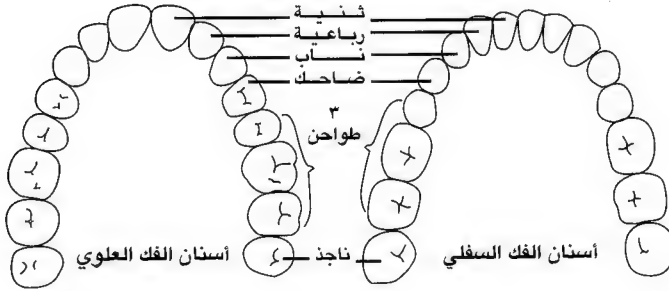 ثنية
رباعية
ناب
ضاحك
٣
طواحن
أسنان الفك السفلي
ناجذ
أسنان الفك العلوي